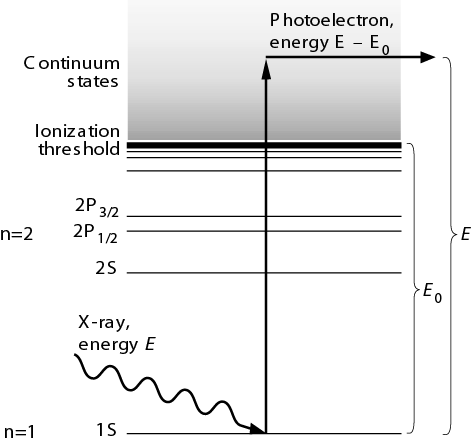 Photoelectron,
energy E – E0
Continuum
states
Ionization
threshold
2P3/2
n=2
2P1/2
E
2S
E0
X-ray,
energy E
n=1
1S